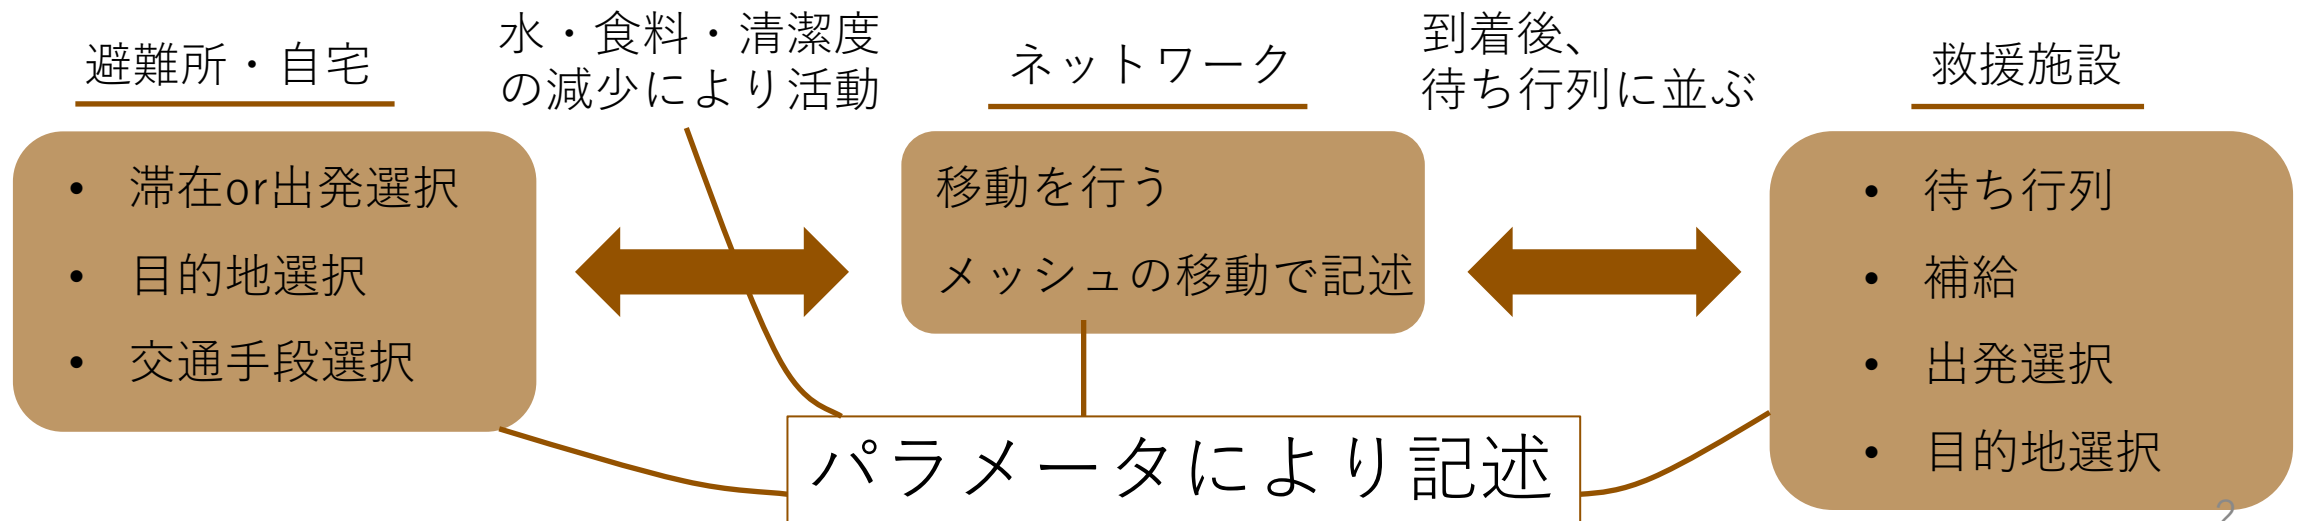 避難所・自宅
• 滞在or出発選択
• 目的地選択
• 交通手段選択
水・食料・清潔度
の減少により活動
ネットワーク
移動を行う
メッシュの移動で記述
到着後、
待ち行列に並ぶ
救援施設
• 待ち行列
• 補給
• 出発選択
• 目的地選択
パラメータにより記述
2